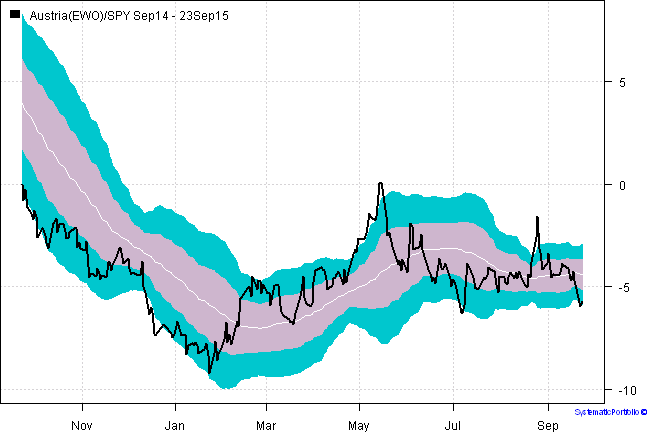 Austria(EWO)/SPY Sep14 - 23Sep15
5
0
-5
-10
Nov
Jan
Mar
May
Jul
Sep
SystematicPortfolio ©